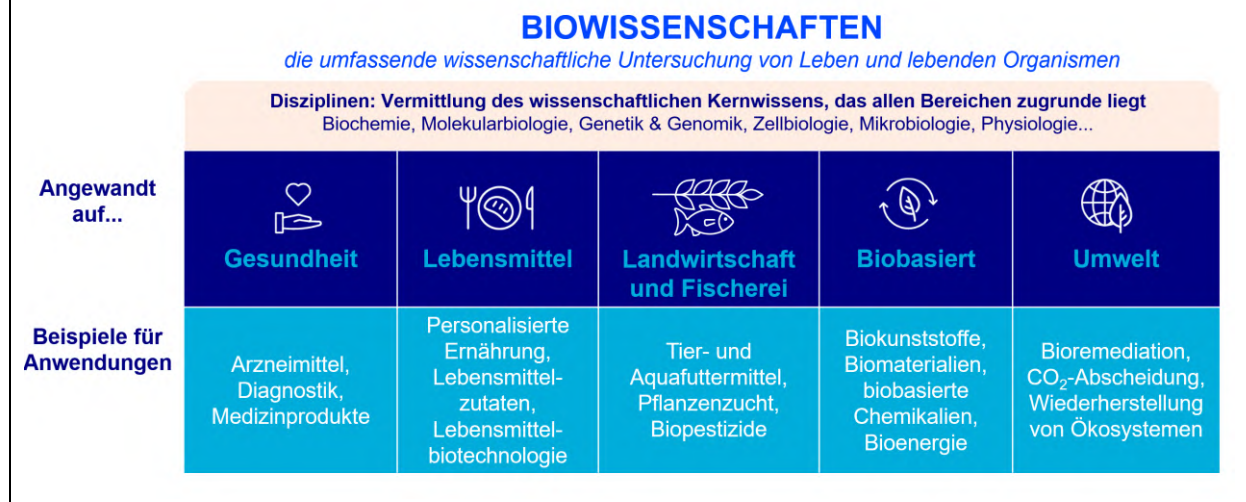 BIOWISSENSCHAFTEN
die umfassende wissenschaftliche Untersuchung von Leben und lebenden Organismen
Disziplinen: Vermittlung des wissenschaftlichen Kernwissens, das allen Bereichen zugrunde liegt
Biochemie, Molekularbiologie, Genetik & Genomik, Zellbiologie, Mikrobiologie, Physiologie...
Angewandt
auf...
Gesundheit
Lebensmittel
Landwirtschaft
und Fischerei
Biobasiert
Umwelt
Beispiele für
Anwendungen
Arzneimittel,
Diagnostik,
Medizinprodukte
Personalisierte
Ernährung,
Lebensmittel-
zutaten,
Lebensmittel-
biotechnologie
Tier- und
Aquafuttermittel,
Pflanzenzucht,
Biopestizide
Biokunststoffe,
Biomaterialien,
biobasierte
Chemikalien,
Bioenergie
Bioremediation,
CO₂-Abscheidung,
Wiederherstellung
von Ökosystemen